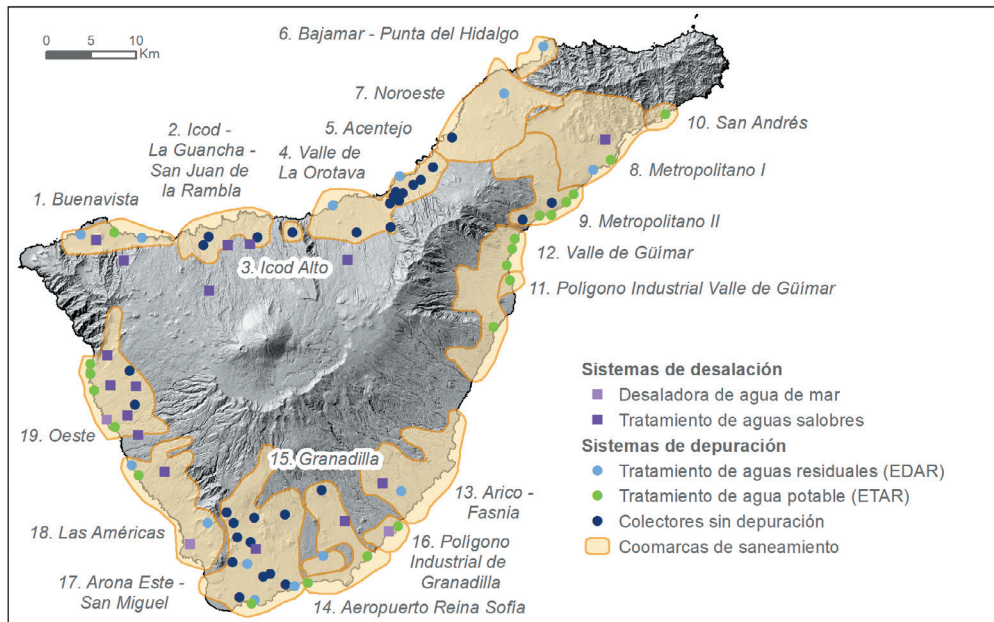 0 5 10
Km
6. Bajamar - Punta del Hidalgo
7. Noroeste
2. Icod -
La Guancha -
San Juan de
la Rambla
5. Acentejo
4. Valle de
La Orotava
10. San Andrés
8. Metropolitano I
1. Buenavista
9. Metropolitano II
3. Icod Alto
12. Valle de Güímar
11. Poligono Industrial Valle de Güimar
19. Oeste
15. Granadilla
13. Arico -
Fasnia
18. Las Américas
16. Poligono
Industrial de
Granadilla
17. Arona Este -
San Miguel
14. Aeropuerto Reina Sofia
Sistemas de desalación
Desaladora de agua de mar
Tratamiento de aguas salobres
Sistemas de depuración
Tratamiento de aguas residuales (EDAR)
Tratamiento de agua potable (ETAR)
Colectores sin depuración
Coomarcas de saneamiento